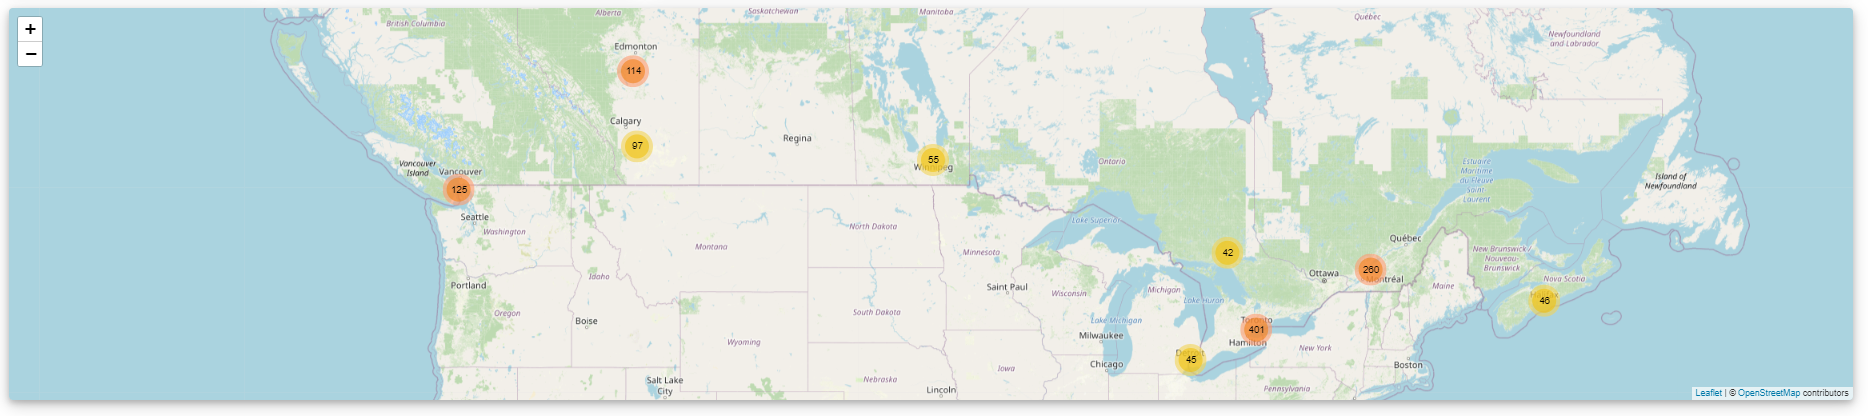 +
−
British Columbia
Alberta
Saskatchewan
Manitoba
Québec
Newfoundland
and Labrador
Edmonton
114
Calgary
97
Regina
55
Vancouver
Island
Vancouver
125
Seattle
Washington
Ontario
Estuaire
Maritime
du Fleuve
Saint
Laurent
Island of
Newfoundland
Lake Superior
Montana
North Dakota
Minnesota
42
Québec
New Brunswick /
Nouveau-
Brunswick
Idaho
Portland
Saint Paul
Wisconsin
Michigan
Lake Huron
Ottawa
260
Montréal
Maine
Nova Scotia
46
Oregon
Boise
South Dakota
Lake Michigan
Toronto
401
Hamilton
Wyoming
Milwaukee
New York
45
Chicago
Boston
Iowa
Salt Lake
City
Nebraska
Lincoln
Pennsylvania
Leaflet | © OpenStreetMap contributors